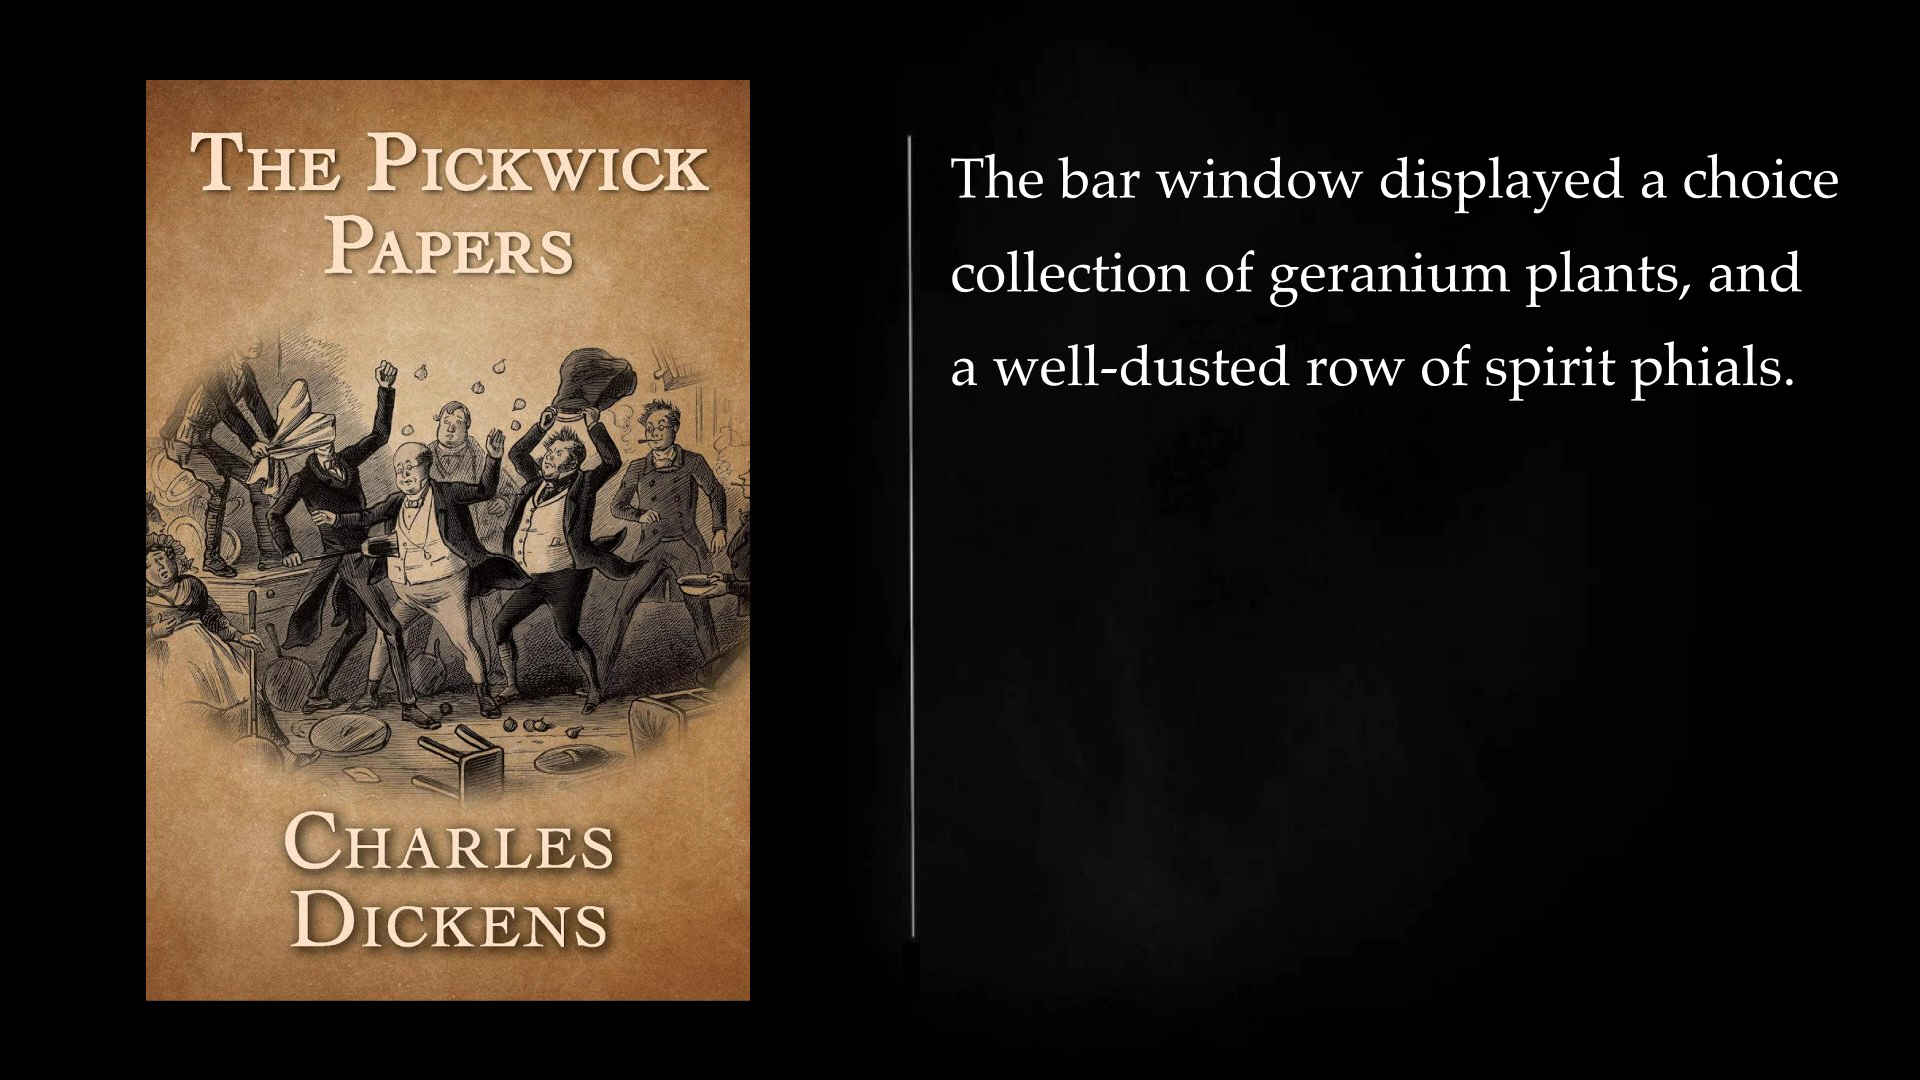 The Pickwick
Papers
Charles
Dickens
The bar window displayed a choice
collection of geranium plants, and
a well-dusted row of spirit phials.